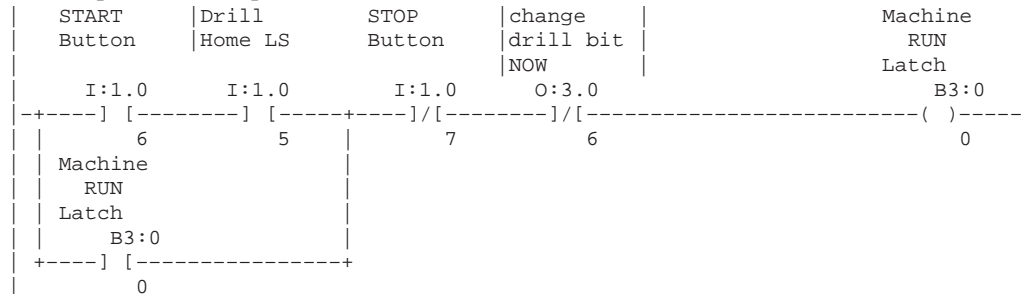 |    START      |Drill       STOP       |change      |                   Machine
|    Button     |Home LS     Button     |drill bit |                     RUN
|                                       |NOW         |                   Latch
|      I:1.0       I:1.0       I:1.0       O:3.0                             B3:0
|-+----] [--------] [-----+----]/[--------]/[--------------------------( )-----
| |       6           5     |       7           6                              0
| | Machine                 |
| |   RUN                   |
| | Latch                   |
| |     B3:0                |
| +----] [----------------+
|        0